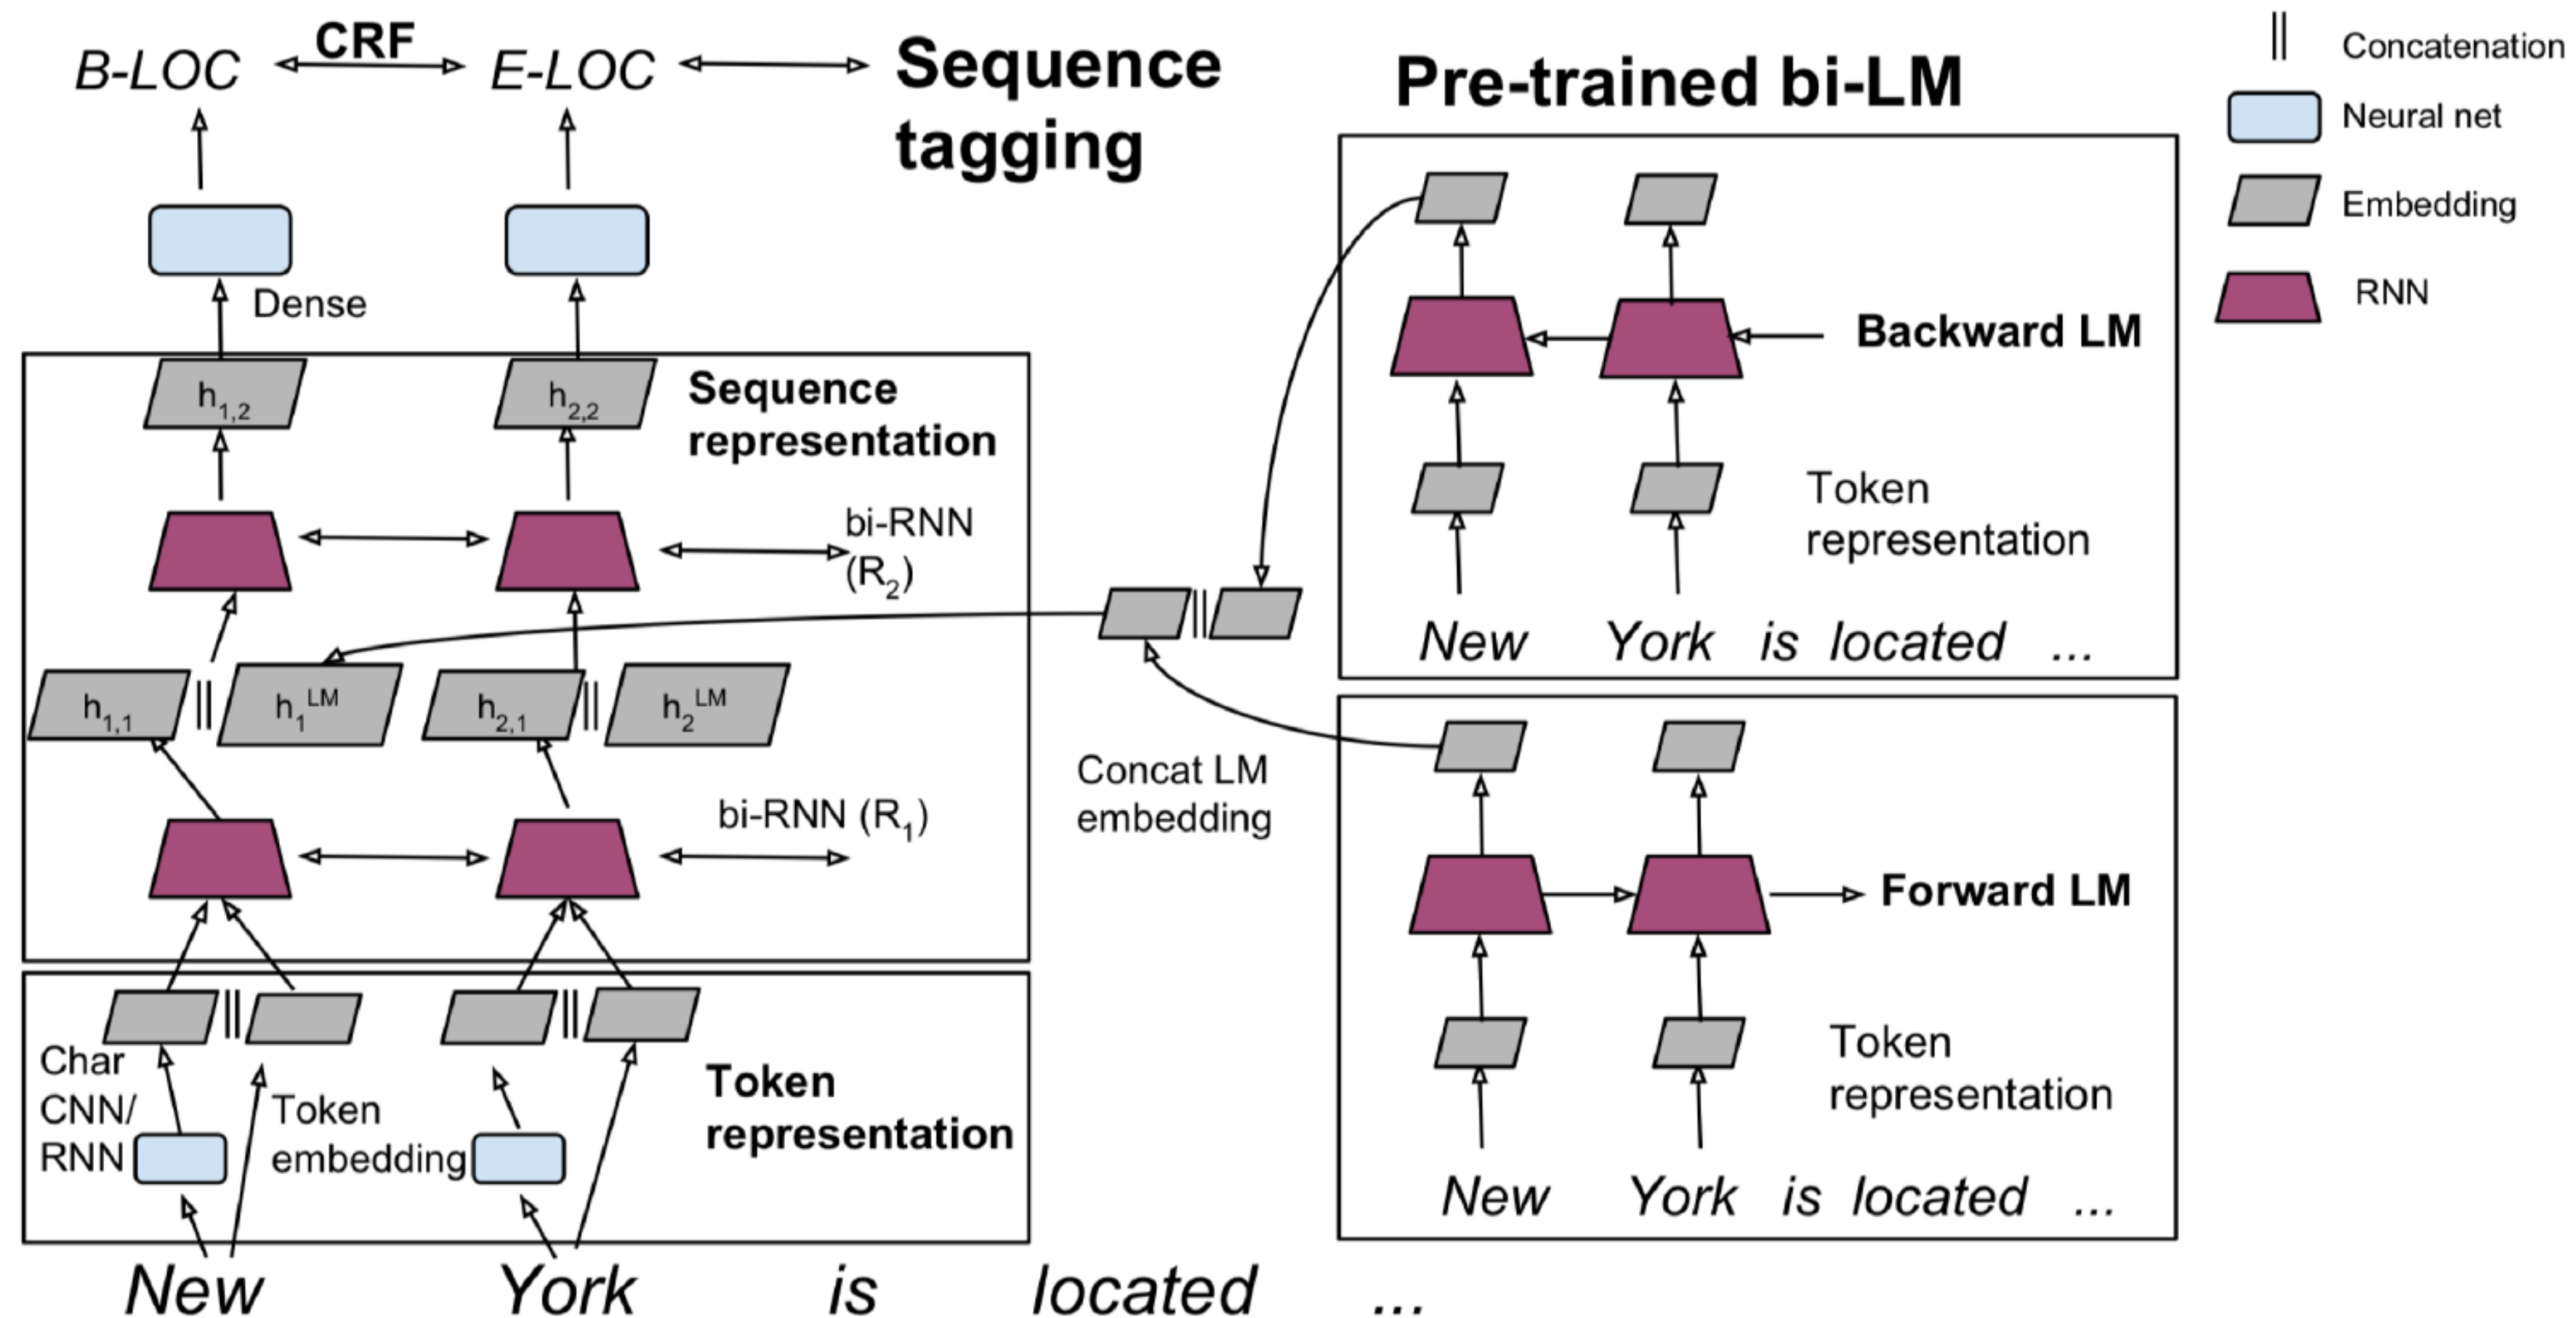 B-LOC
CRF
E-LOC
Sequence
tagging
Dense
h1,2
h2,2
Sequence
representation
bi-RNN
(R2)
h1,1
||
h1LM
h2,1
||
h2LM
bi-RNN (R1)
||
||
Char
CNN/
RNN
Token
embedding
Token
representation
New York is located ...
||
Concat LM
embedding
Pre-trained bi-LM
Backward LM
Token
representation
New York is located ...
Forward LM
Token
representation
New York is located ...
|| Concatenation
Neural net
Embedding
RNN